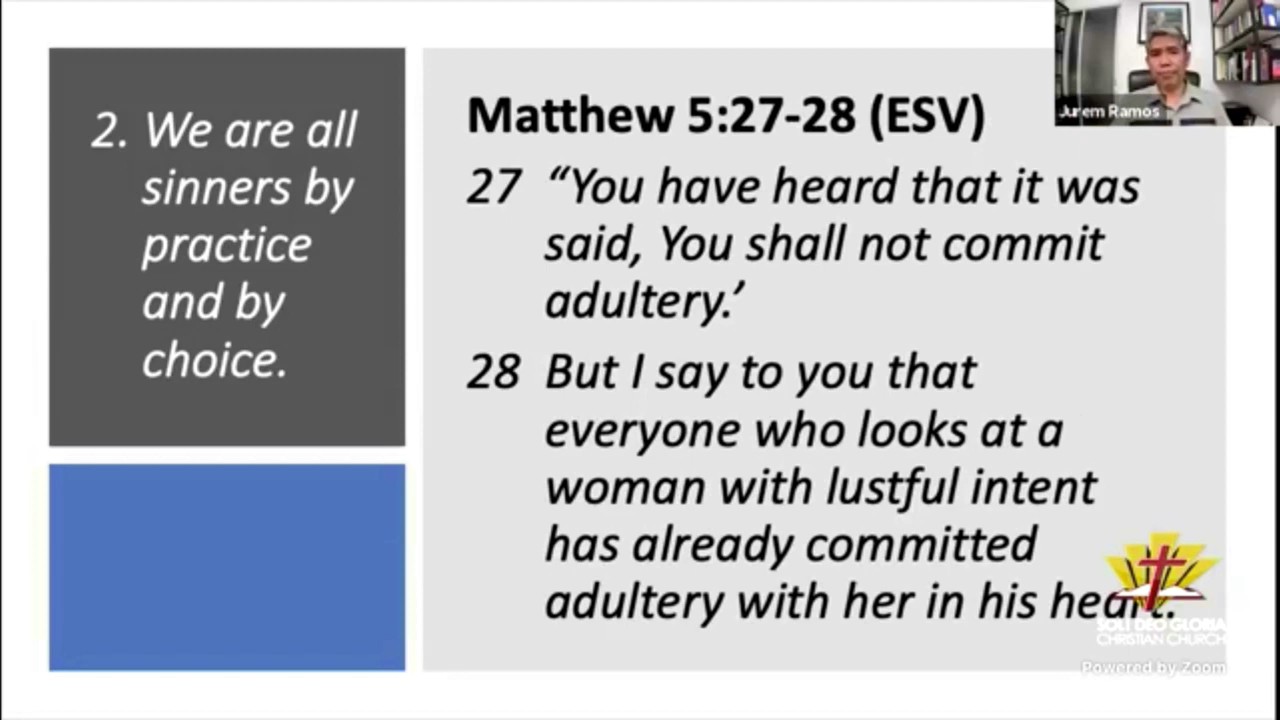 2. We are all
sinners by
practice
and by
choice.
Matthew 5:27-28 (ESV)
27 “You have heard that it was
said, You shall not commit
adultery.’
28 But I say to you that
everyone who looks at a
woman with lustful intent
has already committed
adultery with her in his heart.
Jurem Ramos
SOLI DEO GLORIA
CHRISTIAN CHURCH
Powered by Zoom